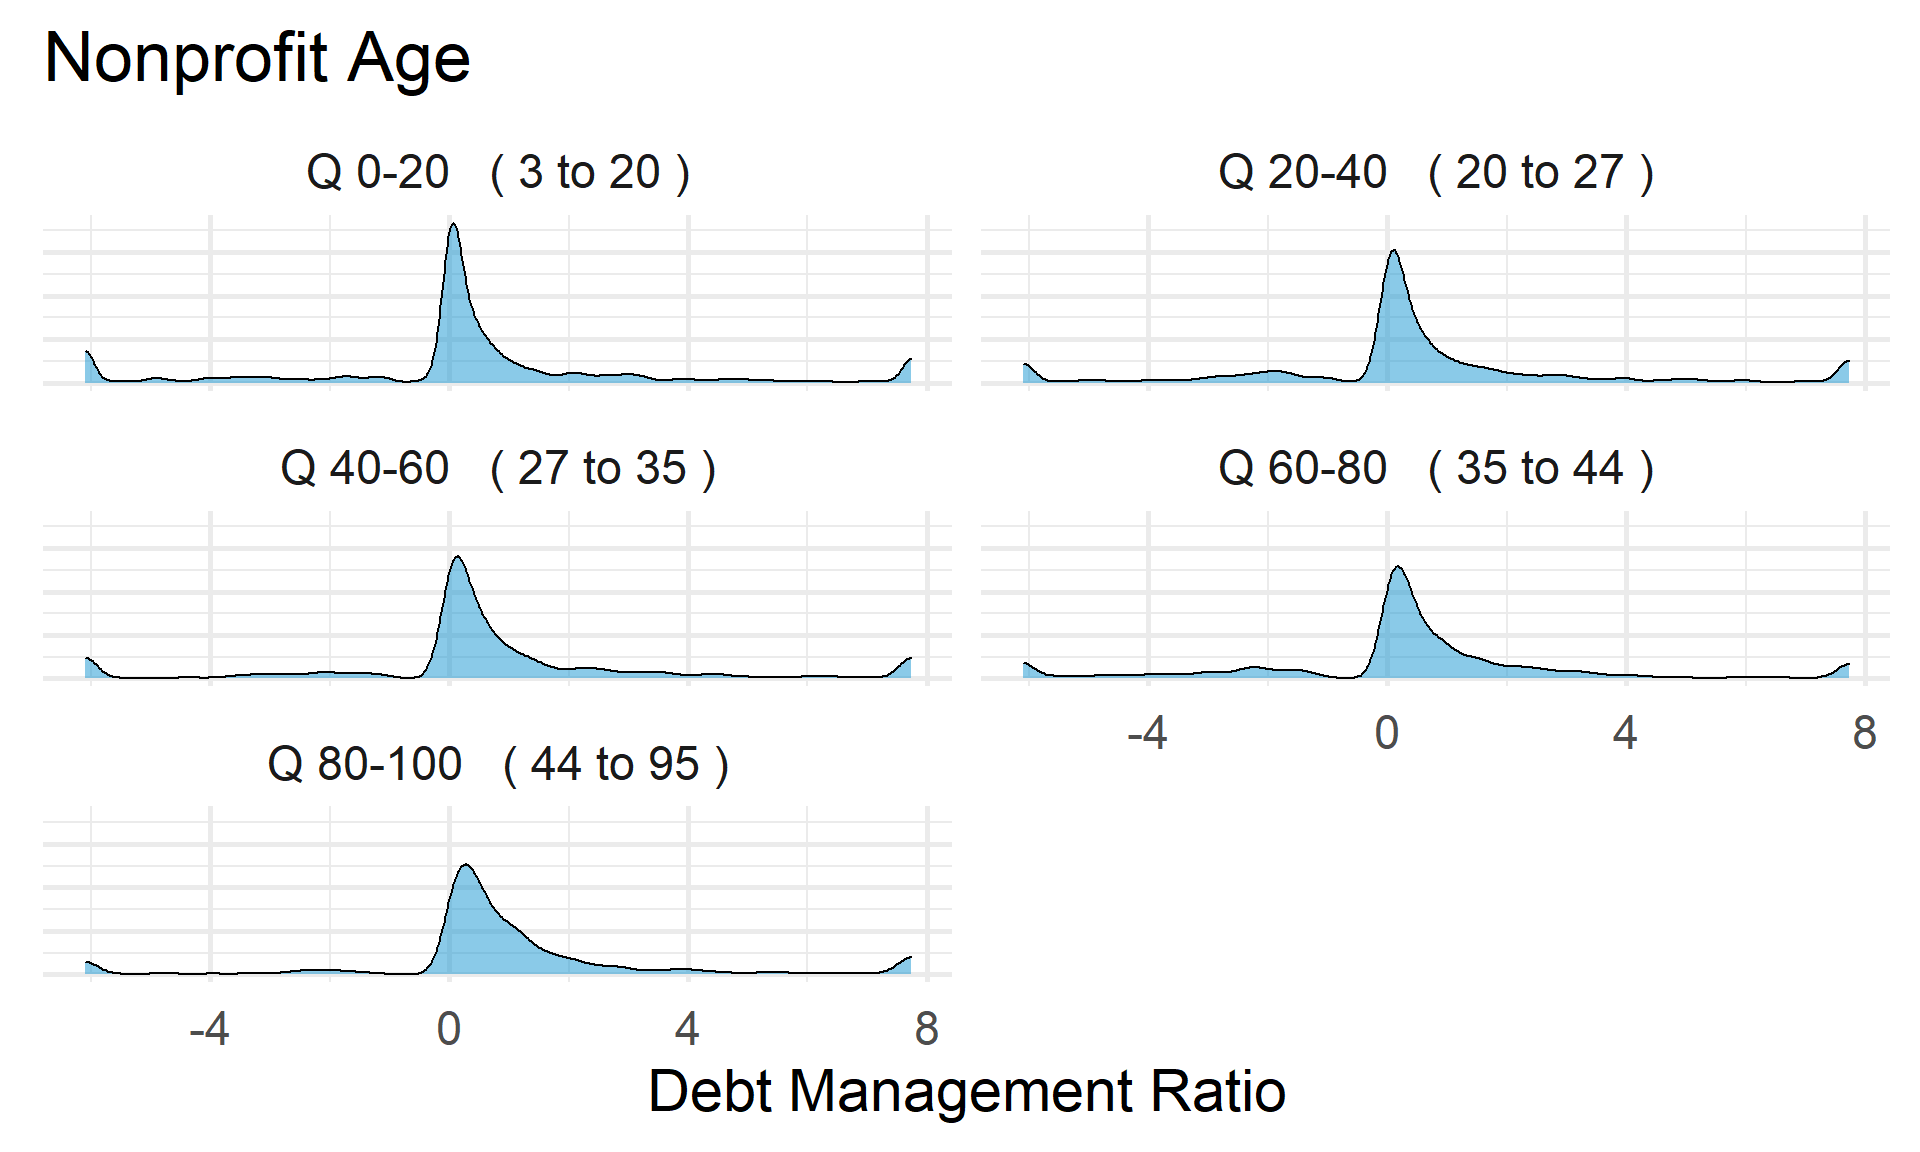 Nonprofit Age
Q 0-20 ( 3 to 20 )
Q 20-40 ( 20 to 27 )
Q 40-60 ( 27 to 35 )
Q 60-80 ( 35 to 44 )
-4 0 4 8
Q 80-100 ( 44 to 95 )
-4 0 4 8
Debt Management Ratio